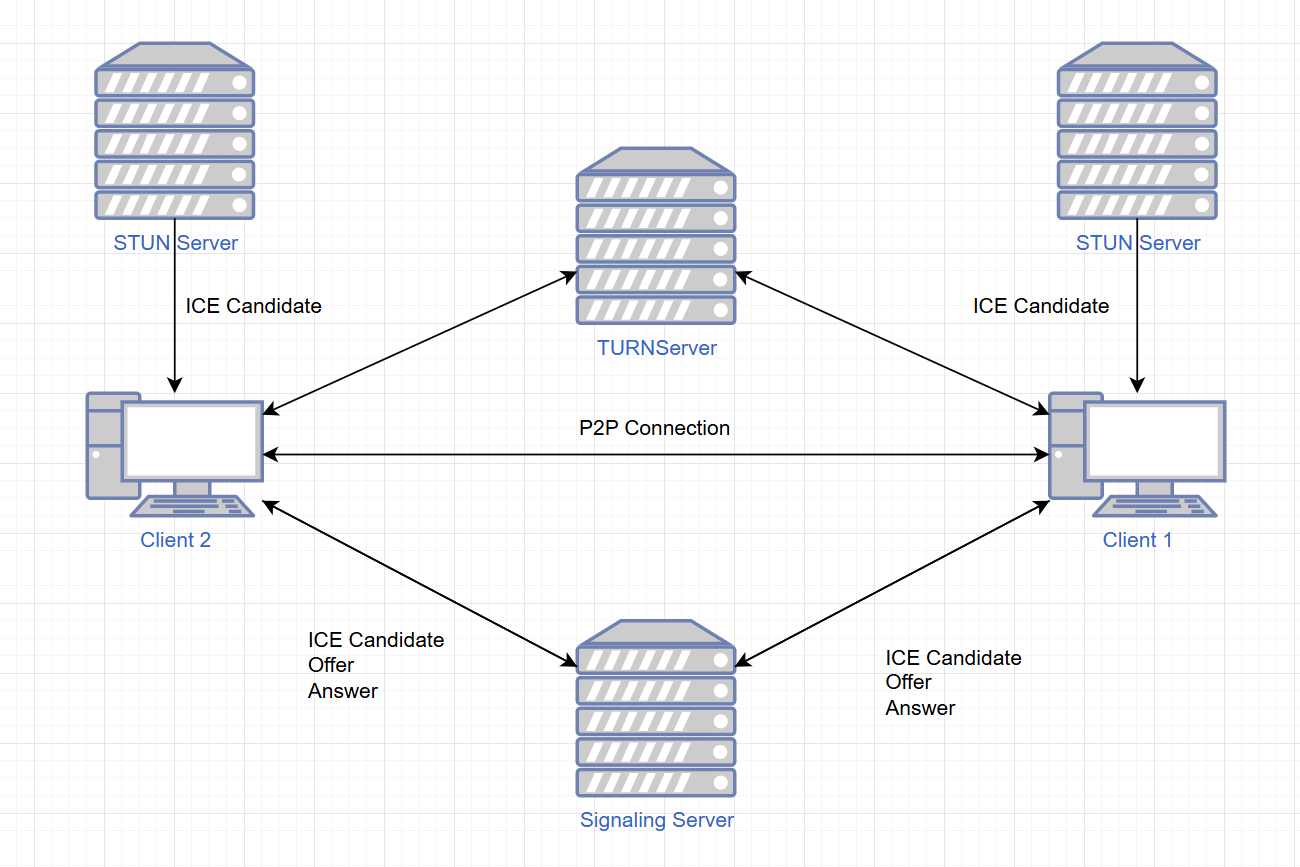 STUN Server
STUN Server
ICE Candidate
ICE Candidate
TURNServer
P2P Connection
Client 2
Client 1
ICE Candidate
Offer
Answer
ICE Candidate
Offer
Answer
Signaling Server